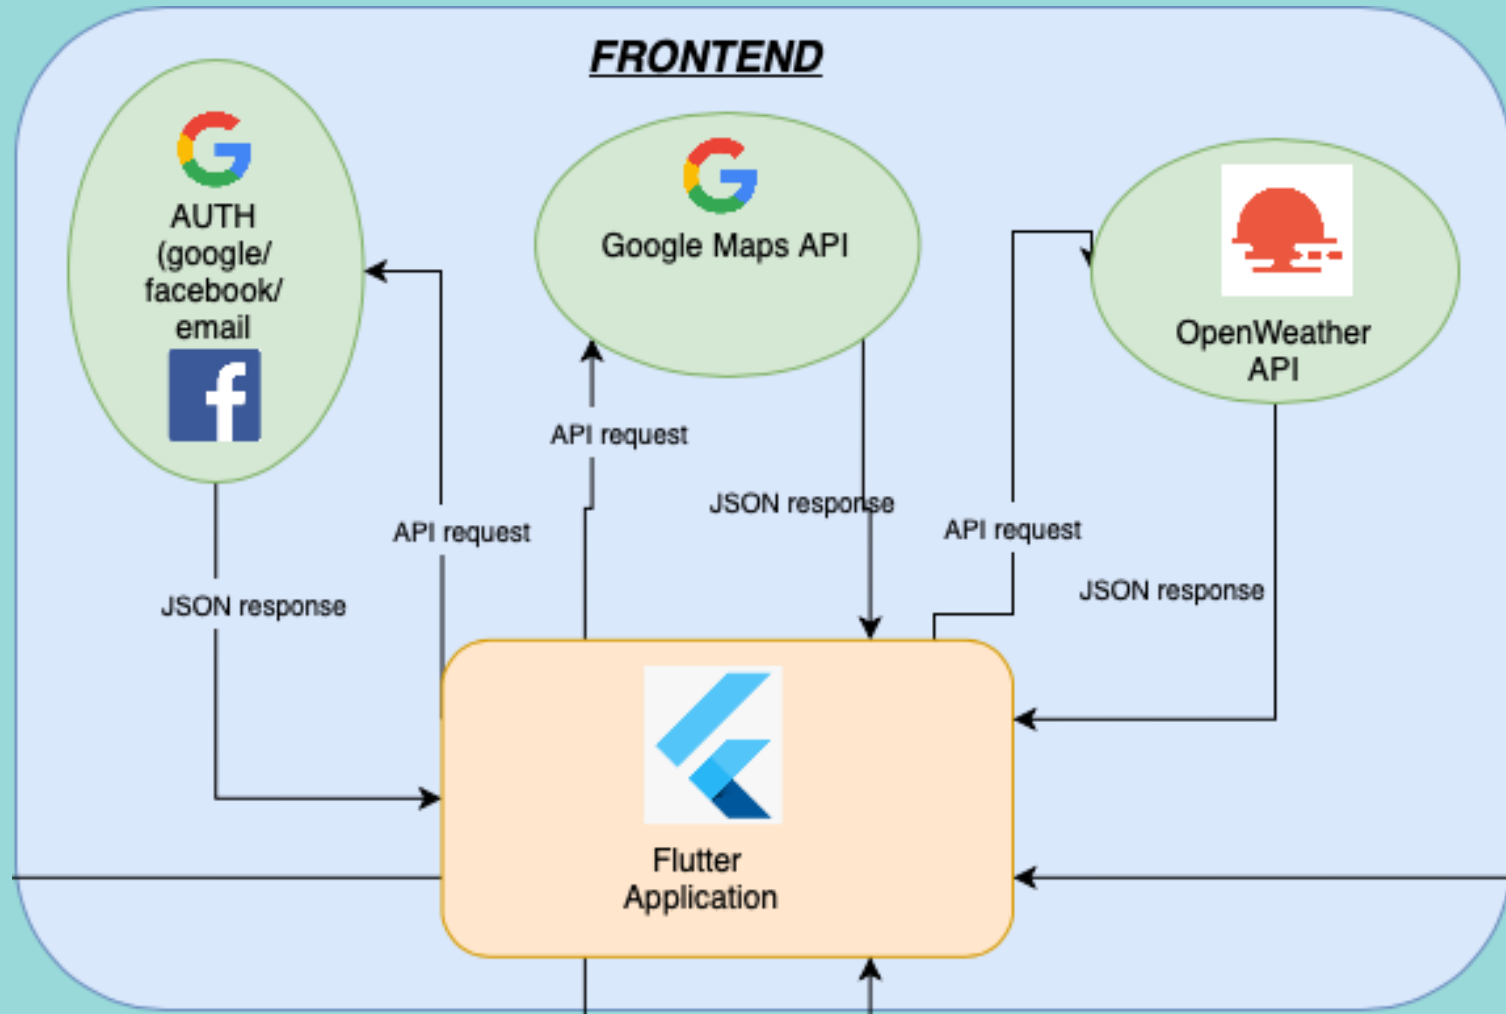 FRONTEND
AUTH
(google/
facebook/
email
Google Maps API
OpenWeather
API
API request
JSON response
API request
API request
JSON response
JSON response
Flutter
Application